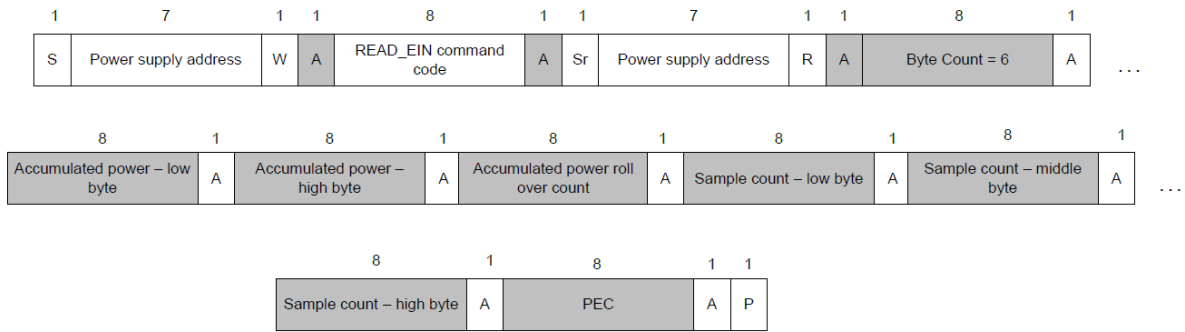 1 7 1 1 8 1 1 7 1 1 8 1
S Power supply address W A READ_EIN command code A Sr Power supply address R A Byte Count = 6 A ...
8 1 8 1 8 1 8 1 8 1
Accumulated power – low byte A Accumulated power – high byte A Accumulated power roll over count A Sample count – low byte A Sample count – middle byte A ...
8 1 8 1 1
Sample count – high byte A PEC A P